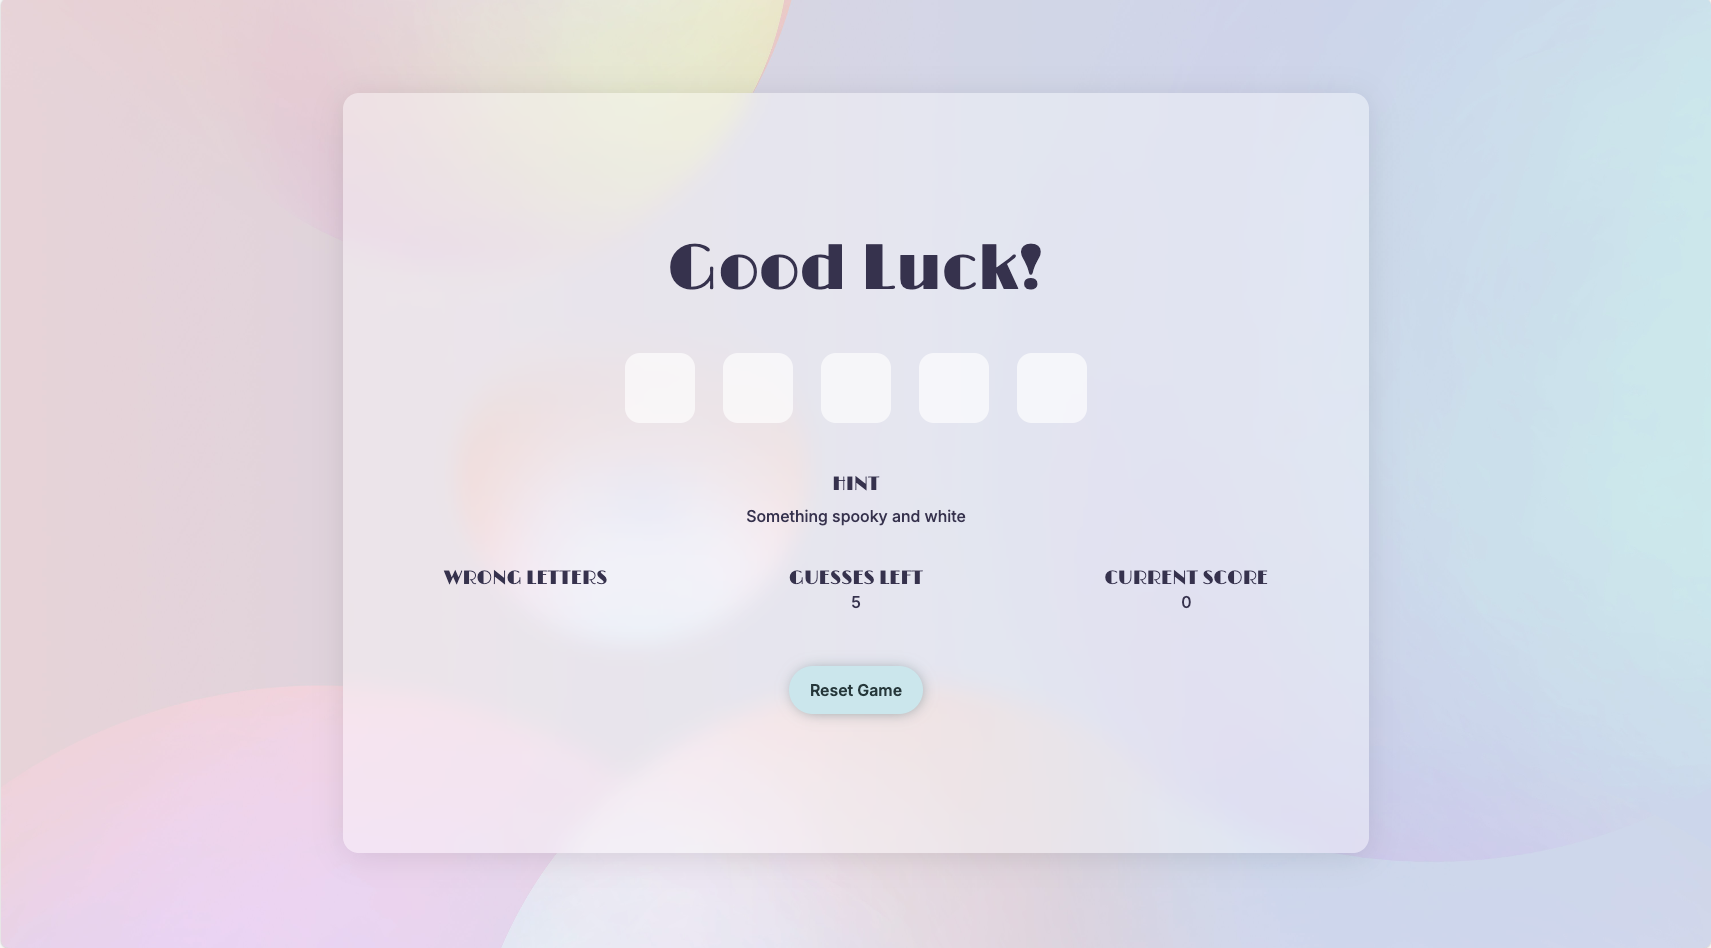 Good Luck!
HINT
Something spooky and white
WRONG LETTERS
GUESSES LEFT
5
CURRENT SCORE
0
Reset Game